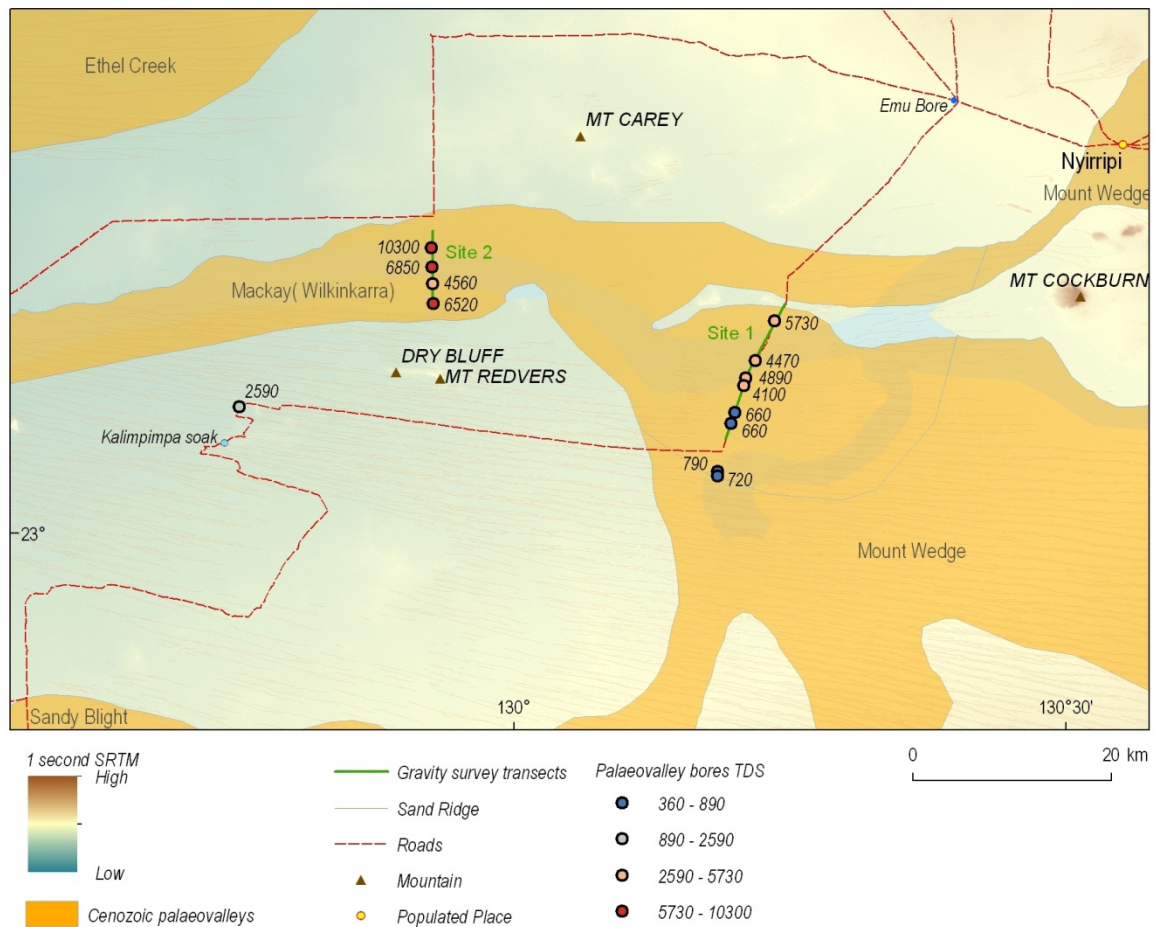 Ethel Creek
MT CAREY
Emu Bore
Nyirripi
Mount Wedge
10300
Site 2
6850
4560
Mackay( Wilkinkarra)
6520
MT COCKBURN
Site 1
5730
4470
4890
4100
660
660
DRY BLUFF
MT REDVERS
2590
Kalimpimpa soak
790
720
23°
Mount Wedge
Sandy Blight
130°
130°30'
1 second SRTM
High
Low
Cenozoic palaeovalleys
Gravity survey transects
Sand Ridge
Roads
Mountain
Populated Place
Palaeovalley bores TDS
360 - 890
890 - 2590
2590 - 5730
5730 - 10300
0
20 km